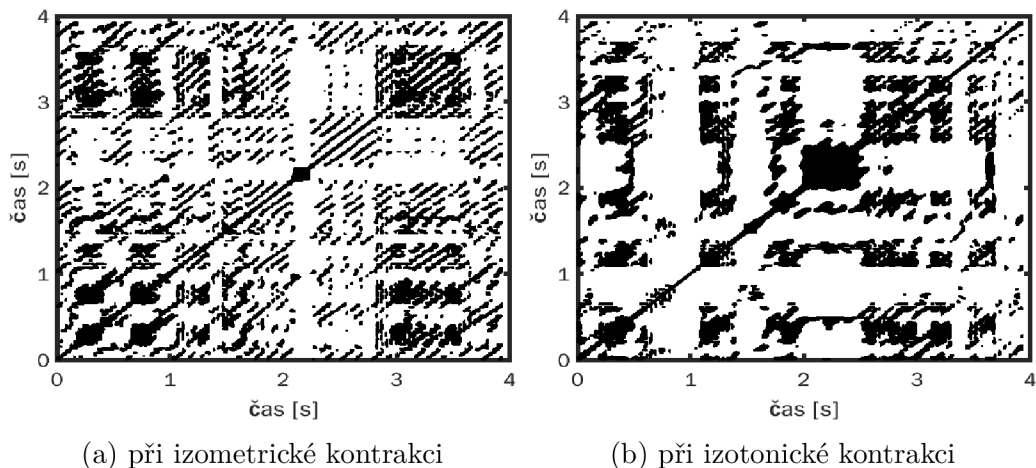 4
3
2
1
0
čas [s]
0 1 2 3 4
čas [s]
(a) při izometrické kontrakci
4
3
2
1
0
čas [s]
0 1 2 3 4
čas [s]
(b) při izotonické kontrakci